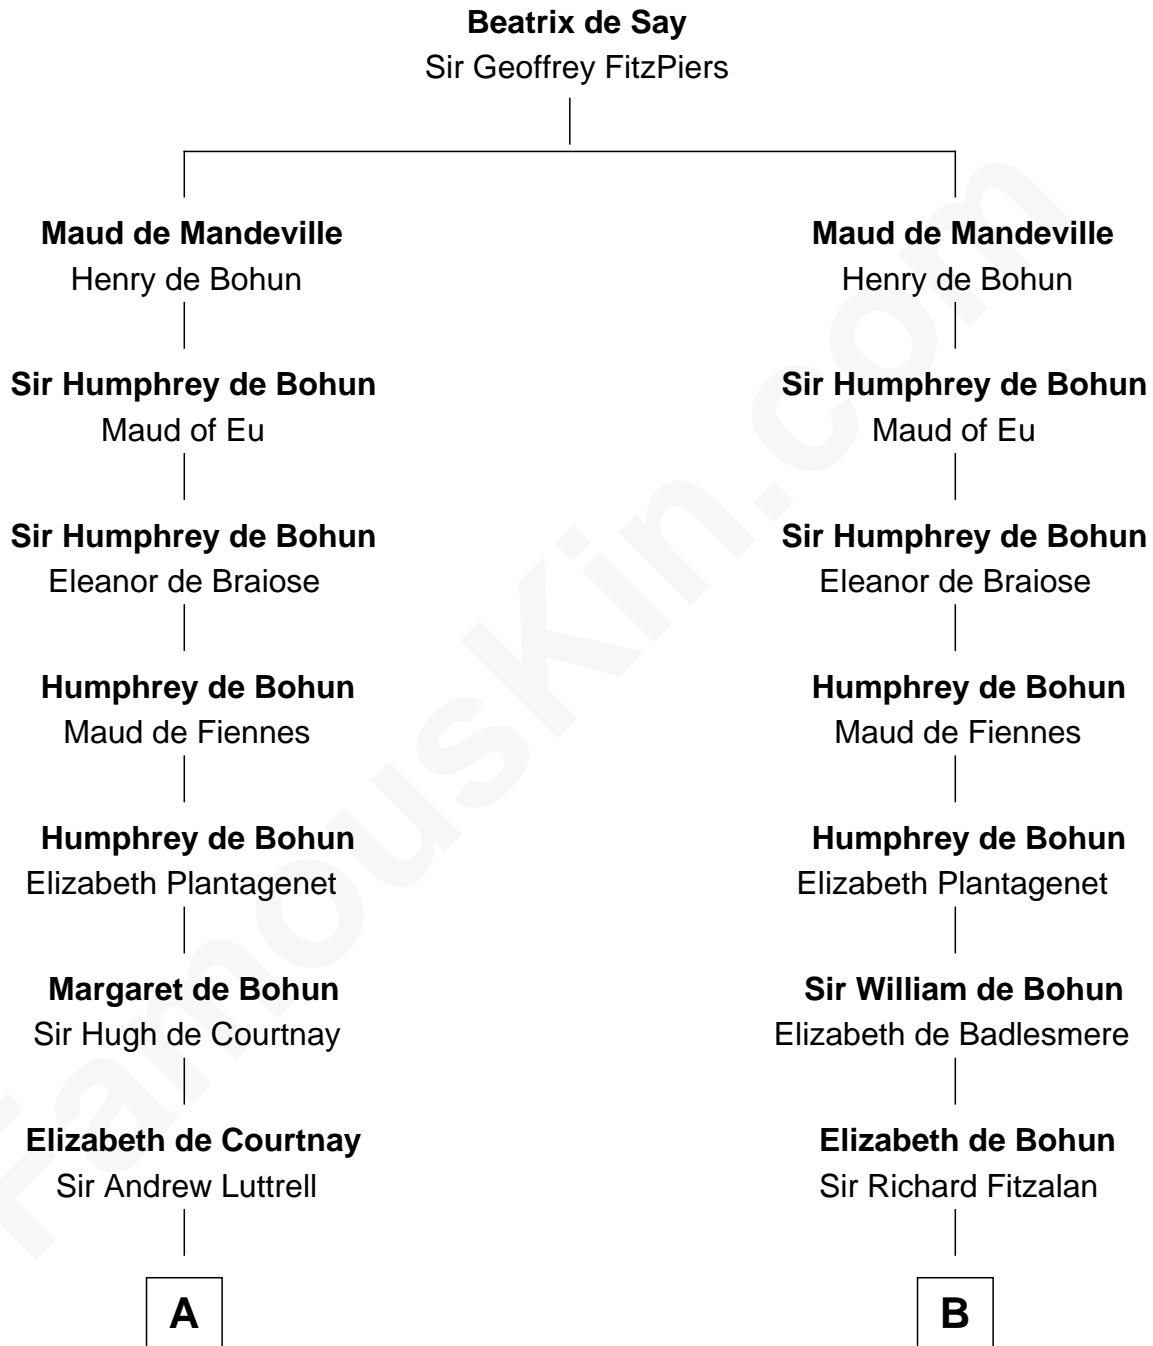 Beatrix de Say
Sir Geoffrey FitzPiers
Maud de Mandeville
Henry de Bohun
Sir Humphrey de Bohun
Maud of Eu
Sir Humphrey de Bohun
Eleanor de Braiose
Humphrey de Bohun
Maud de Fiennes
Humphrey de Bohun
Elizabeth Plantagenet
Margaret de Bohun
Sir Hugh de Courtnay
Elizabeth de Courtnay
Sir Andrew Luttrell
A
Maud de Mandeville
Henry de Bohun
Sir Humphrey de Bohun
Maud of Eu
Sir Humphrey de Bohun
Eleanor de Braiose
Humphrey de Bohun
Maud de Fiennes
Humphrey de Bohun
Elizabeth Plantagenet
Sir William de Bohun
Elizabeth de Badlesmere
Elizabeth de Bohun
Sir Richard Fitzalan
B
FamousKin.com